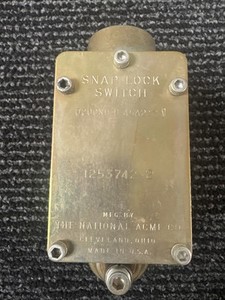 SNAP-LOCK
SWITCH
MFG. BY
THE NATIONAL ACME CO.
CLEVELAND, OHIO
MADE IN U.S.A.